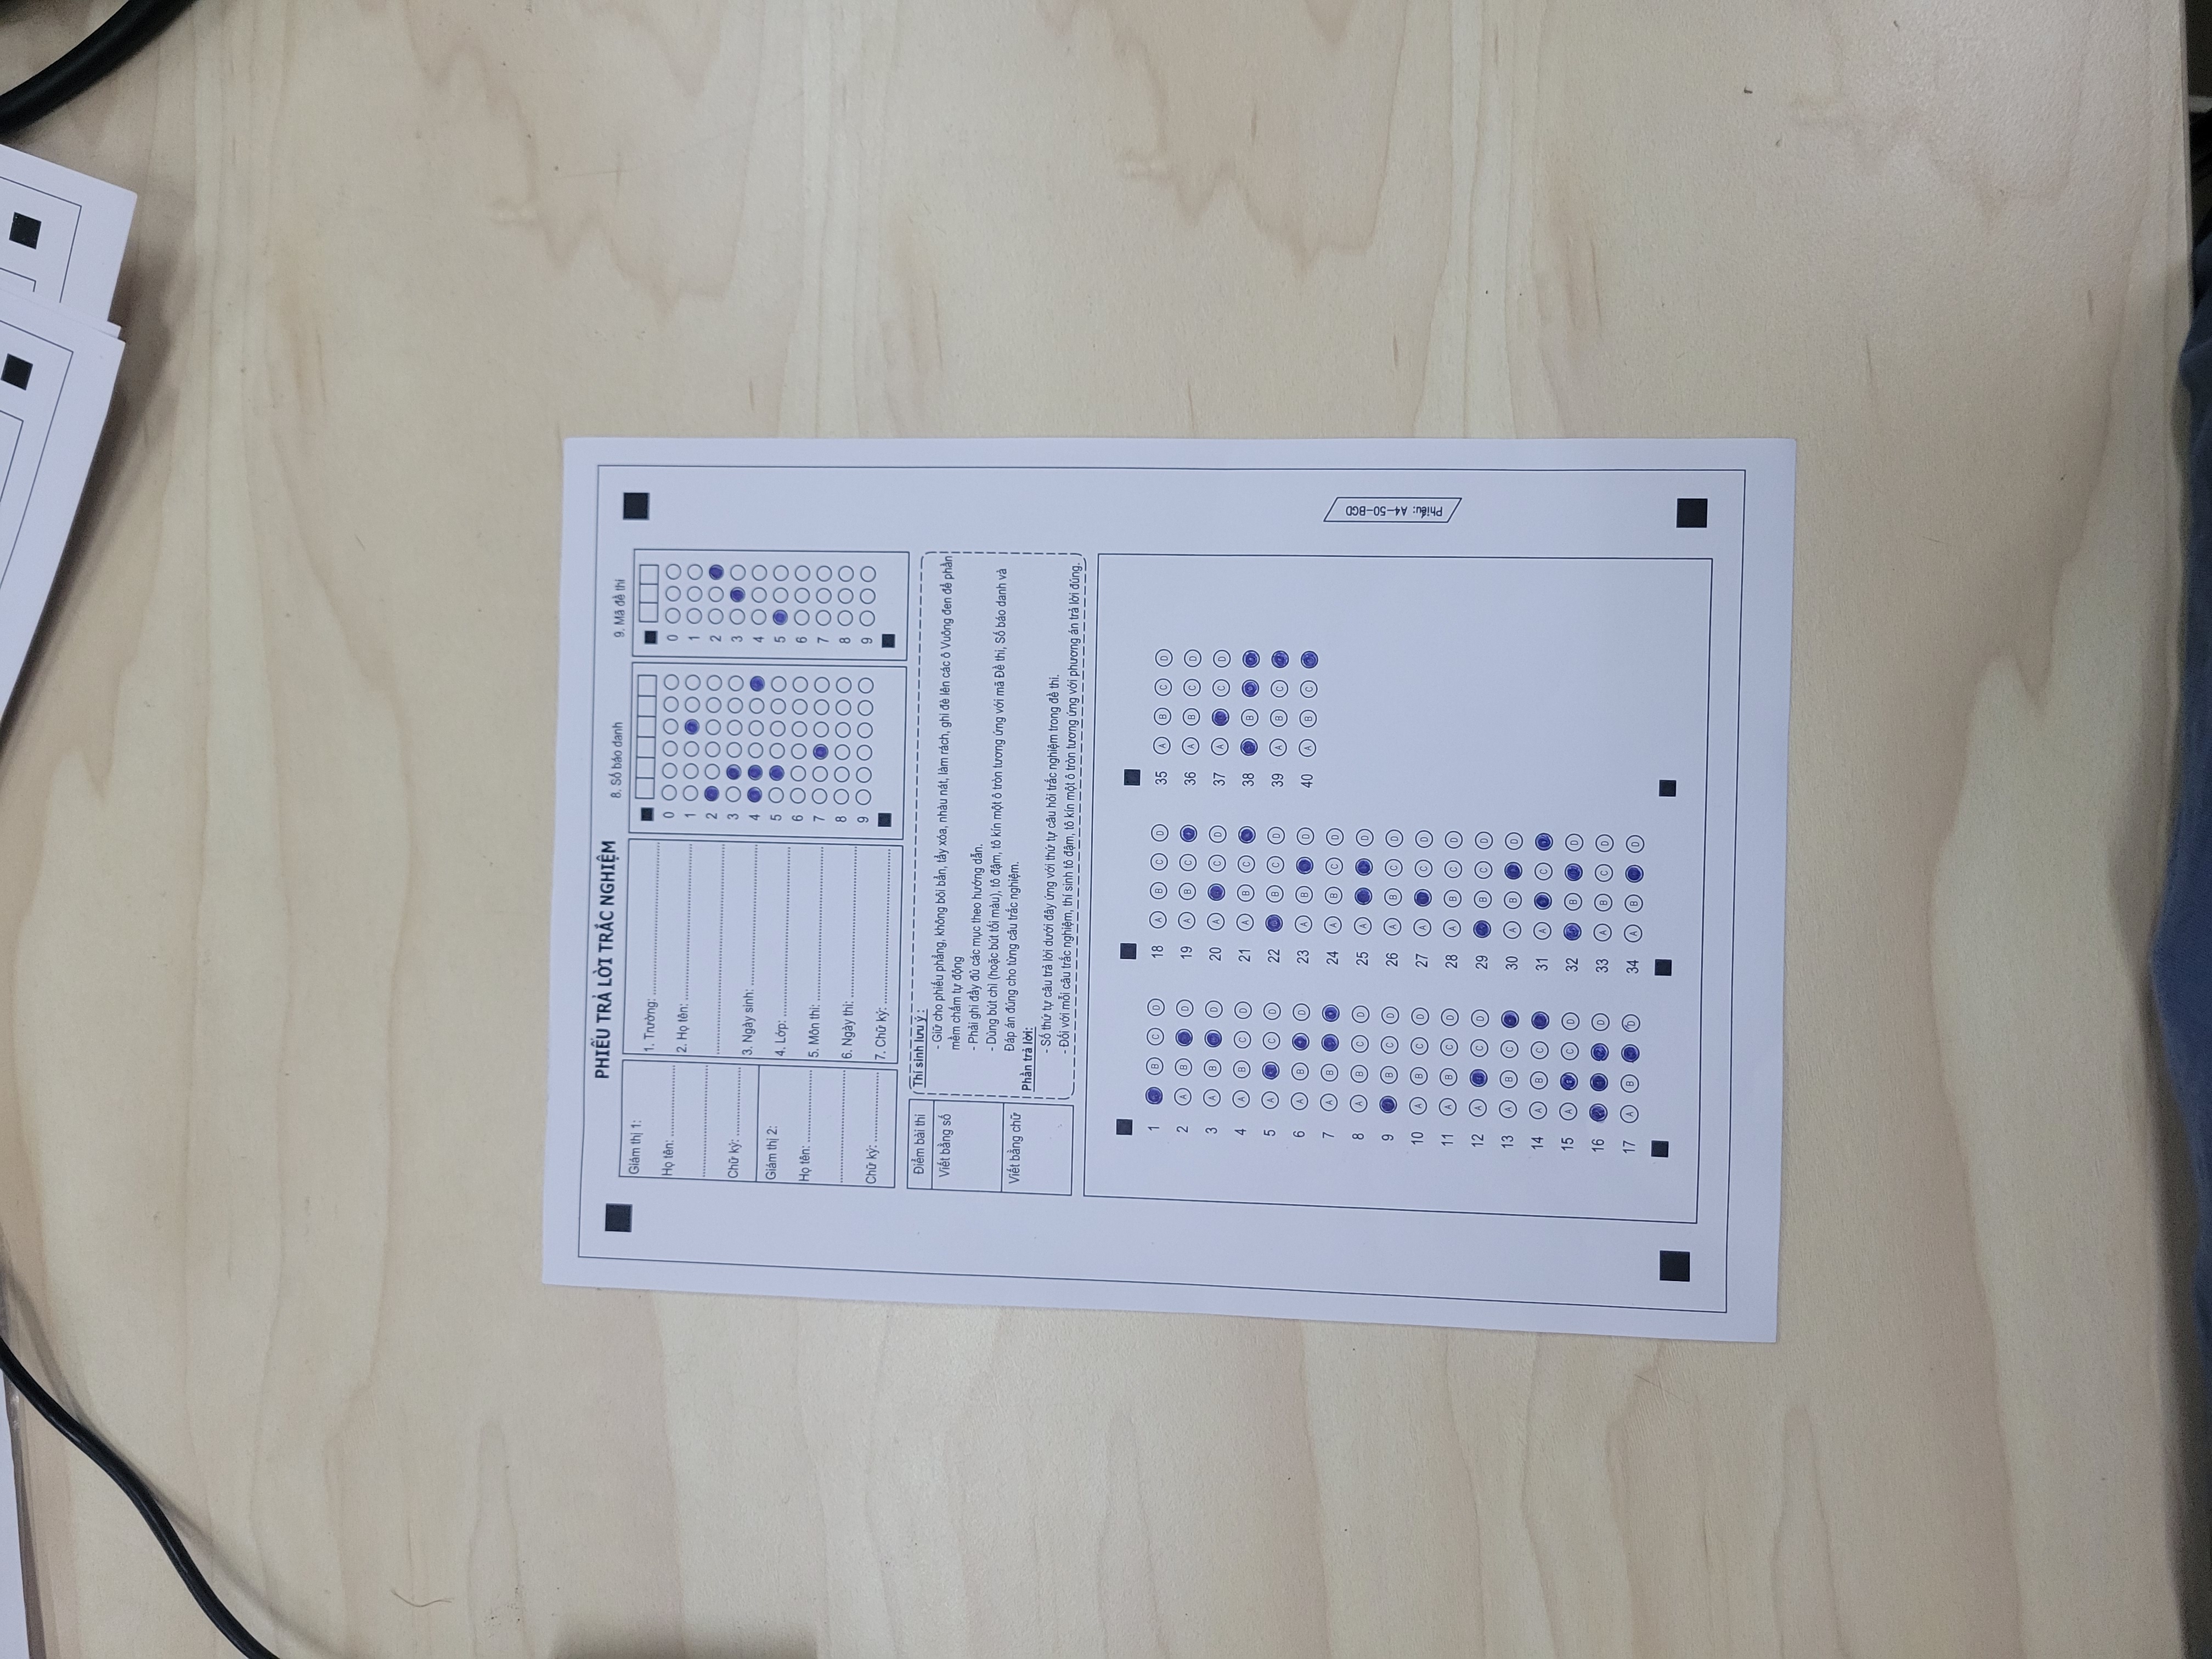 PHIẾU TRẢ LỜI TRẮC NGHIỆM
Giám thị 1:
Họ tên:
Chữ ký:
Giám thị 2:
Họ tên:
Chữ ký:
1. Trường:
2. Họ tên:
3. Ngày sinh:
4. Lớp:
5. Môn thi:
6. Ngày thi:
7. Chữ ký:
8. Số báo danh
0
1
2
3
4
5
6
7
8
9
9. Mã đề thi
0
1
2
3
4
5
6
7
8
9
Điểm bài thi
Viết bằng số
Viết bằng chữ
Thí sinh lưu ý:
- Giữ cho phiếu phẳng, không bôi bẩn, tẩy xóa, nhàu nát, làm rách, ghi đè lên các ô Vuông đen để phần
mềm chấm tự động
- Phải ghi đầy đủ các mục theo hướng dẫn.
- Dùng bút chì (hoặc bút tối màu), tô đậm, tô kín một ô tròn tương ứng với mã Đề thi, Số báo danh và
Đáp án đúng cho từng câu trắc nghiệm.
Phần trả lời:
- Số thứ tự câu trả lời dưới đây ứng với thứ tự câu hỏi trắc nghiệm trong đề thi.
- Đối với mỗi câu trắc nghiệm, thí sinh tô đậm, tô kín một ô tròn tương ứng với phương án trả lời đúng.
1 B C D
2 A B D
3 A B D
4 A B C D
5 A C D
6 A B D
7 A B
8 A B C D
9 B C D
10 A B C D
11 A B C D
12 A C D
13 A B C
14 A B C
15 A C D
16 D
17 A B D
18 A B C D
19 A B C
20 A C D
21 A B C
22 B C D
23 A B D
24 A B C D
25 A D
26 A B C D
27 A C D
28 A B C D
29 B C D
30 A B D
31 A C
32 B D
33 A B C D
34 A B D
35 A B C D
36 A B C D
37 A C D
38 B
39 A B C
40 A B C
Phiếu: A4-50-BGD